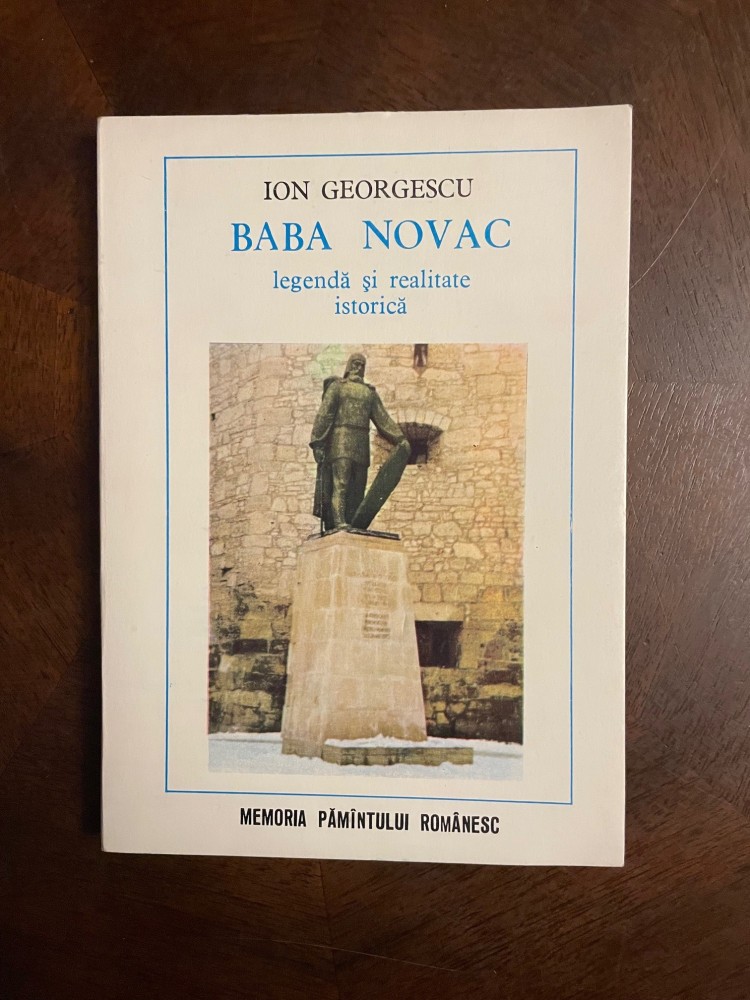 ION GEORGESCU
BABA NOVAC
legendă şi realitate
istorică
MEMORIA PĂMÎNTULUI ROMÂNESC